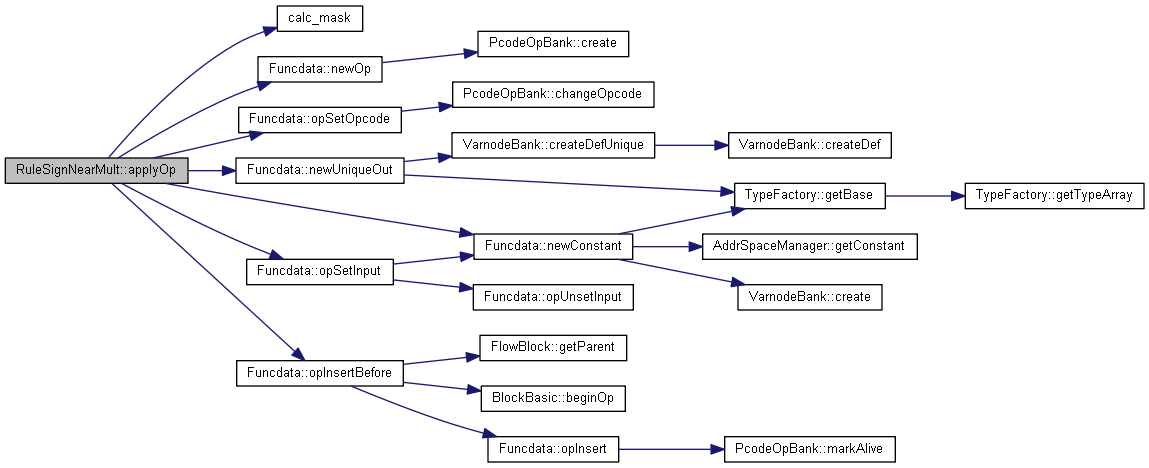 calc_mask
PcodeOpBank::create
Funcdata::newOp
PcodeOpBank::changeOpcode
Funcdata::opSetOpcode
VarnodeBank::createDefUnique
VarnodeBank::createDef
RuleSignNearMult::applyOp
Funcdata::newUniqueOut
TypeFactory::getBase
TypeFactory::getTypeArray
Funcdata::newConstant
AddrSpaceManager::getConstant
Funcdata::opSetInput
Funcdata::opUnsetInput
VarnodeBank::create
FlowBlock::getParent
Funcdata::opInsertBefore
BlockBasic::beginOp
Funcdata::opInsert
PcodeOpBank::markAlive